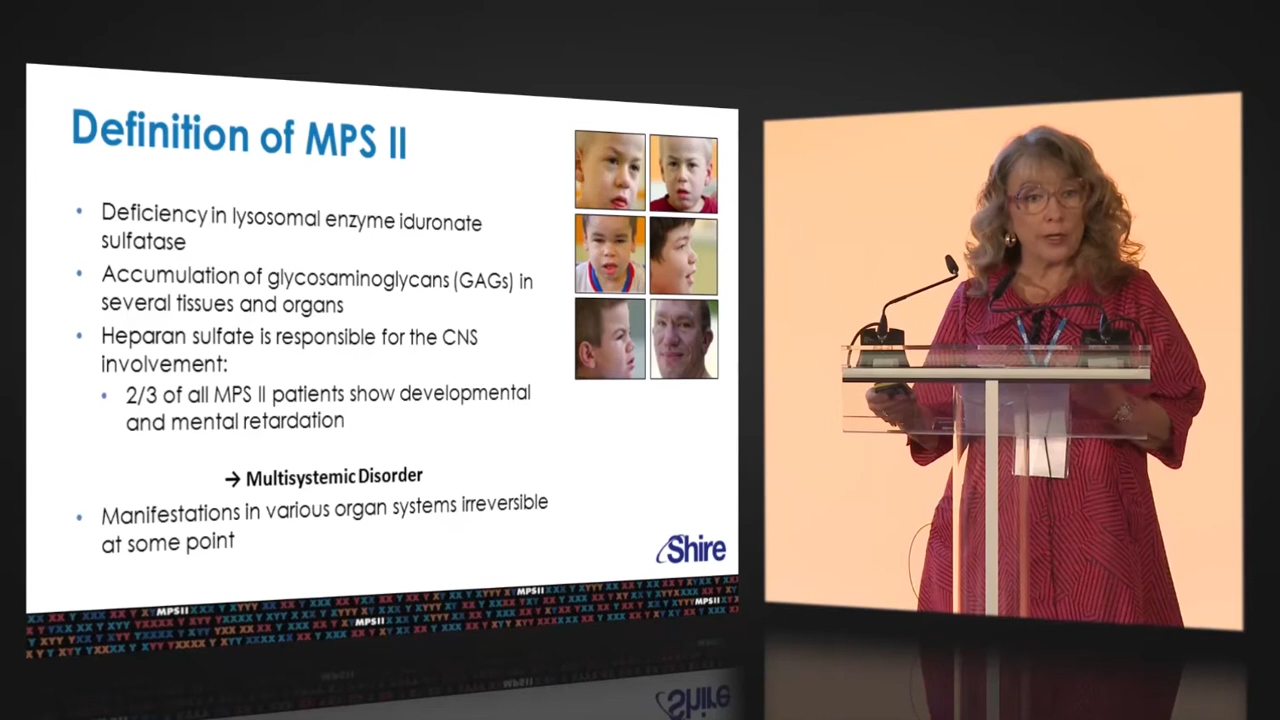 Definition of MPS II
• Deficiency in lysosomal enzyme iduronate
sulfatase
• Accumulation of glycosaminoglycans (GAGs) in
several tissues and organs
• Heparan sulfate is responsible for the CNS
involvement:
• 2/3 of all MPS II patients show developmental
and mental retardation
→ Multisystemic Disorder
• Manifestations in various organ systems irreversible
at some point
Shire
MPSII
MPSII
MPSII